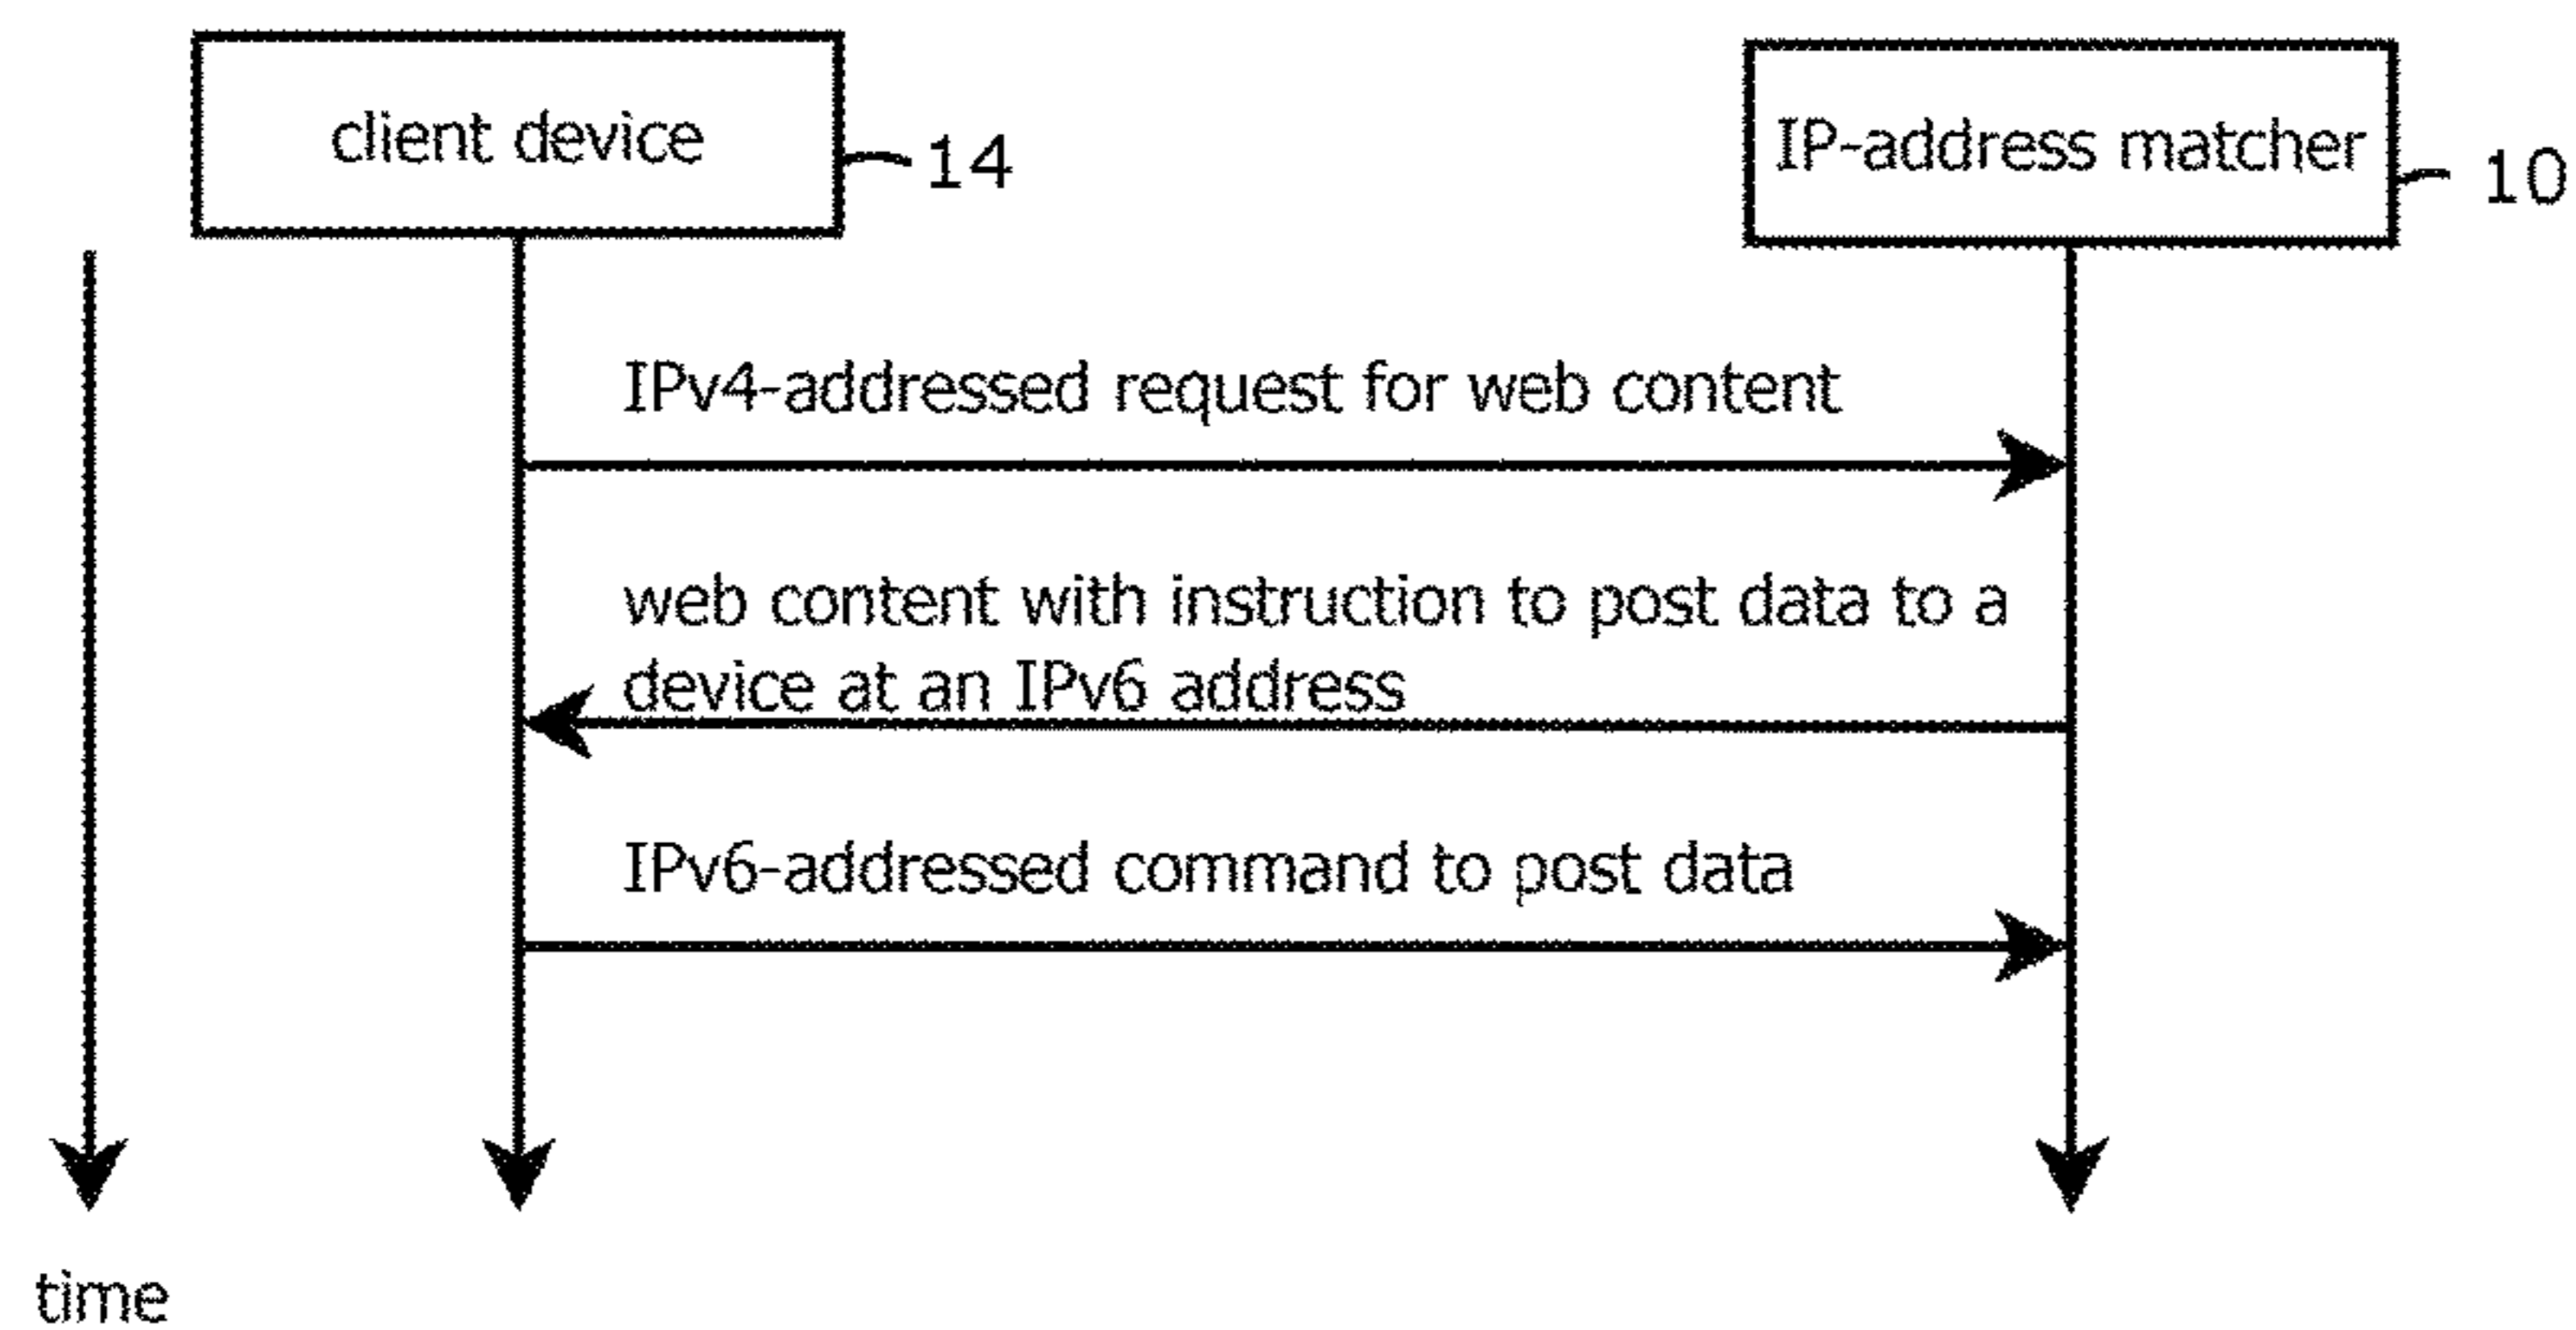 client device
14
IP-address matcher
10
IPv4-addressed request for web content
web content with instruction to post data to a
device at an IPv6 address
IPv6-addressed command to post data
time